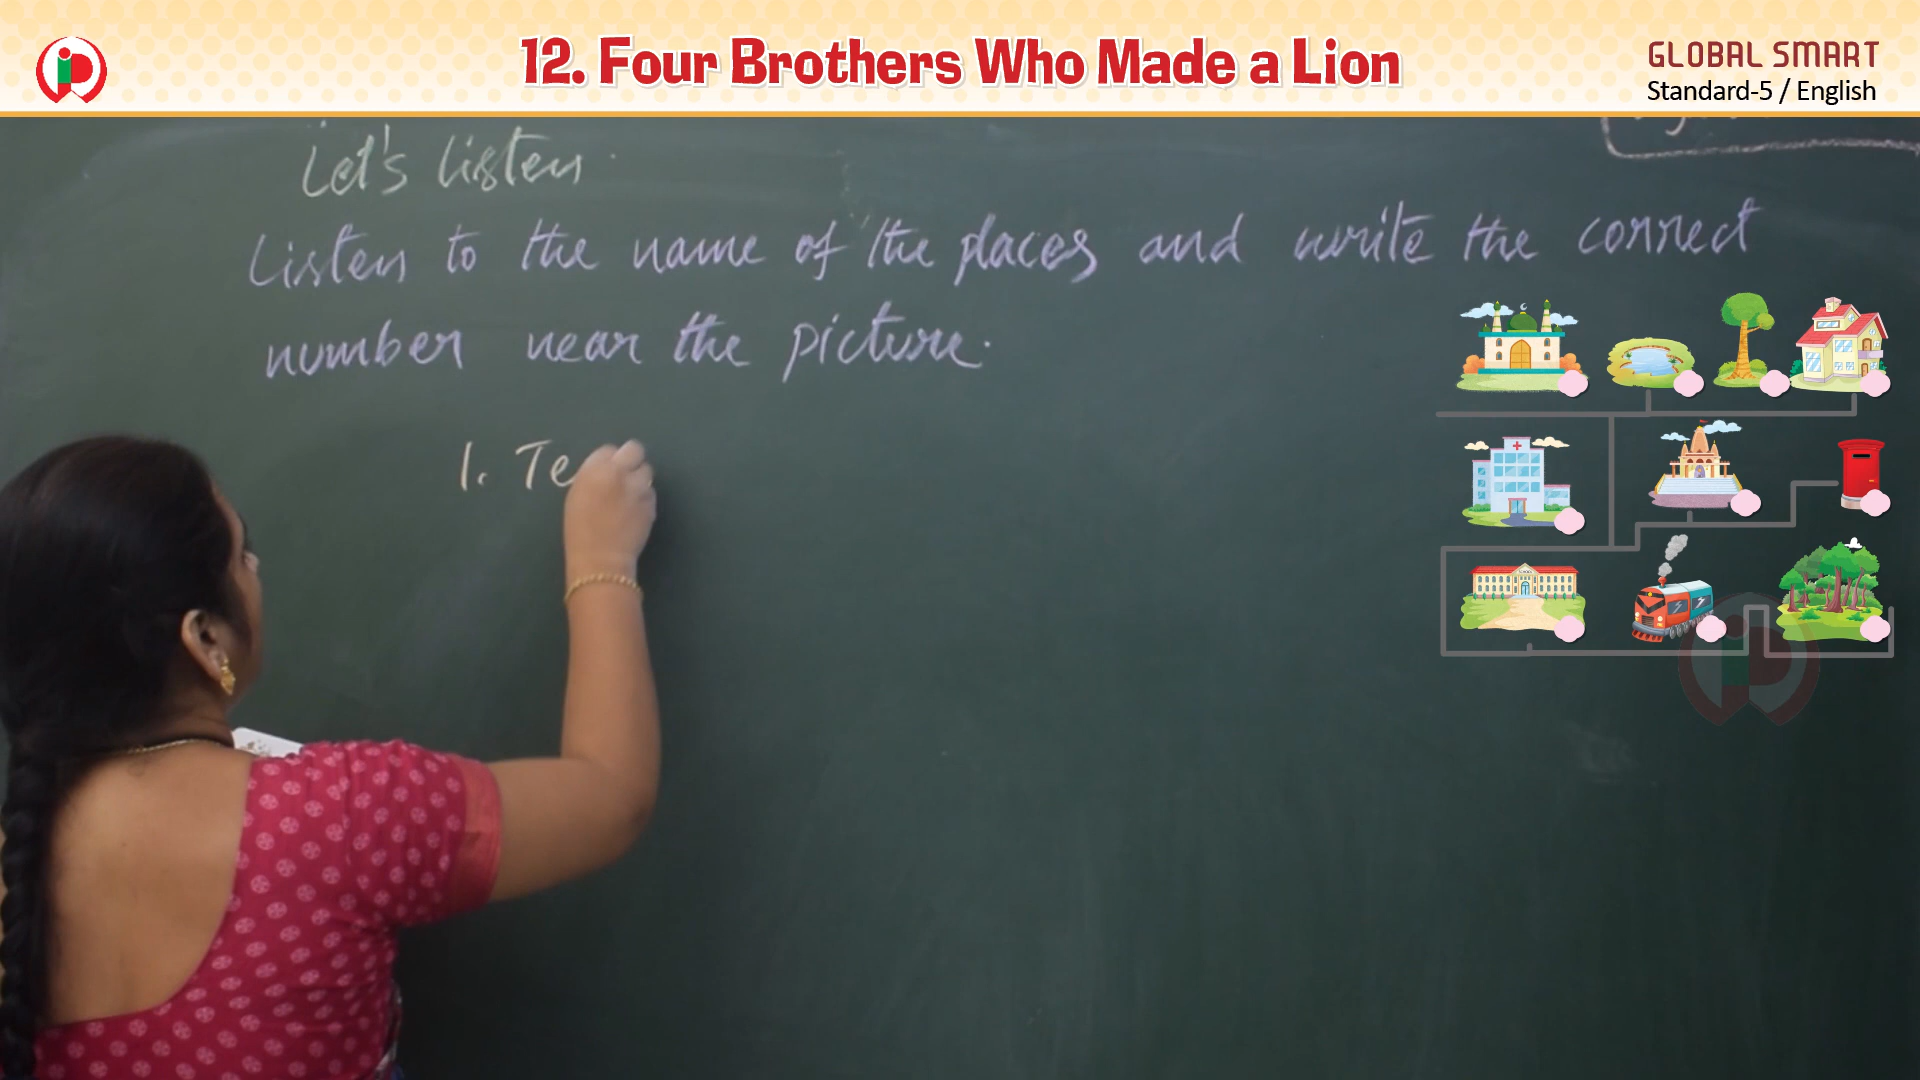 12. Four Brothers Who Made a Lion
GLOBAL SMART
Standard-5 / English
Let's listen.
Listen to the name of the places and write the correct
number near the picture.
1. Te
SCHOOL